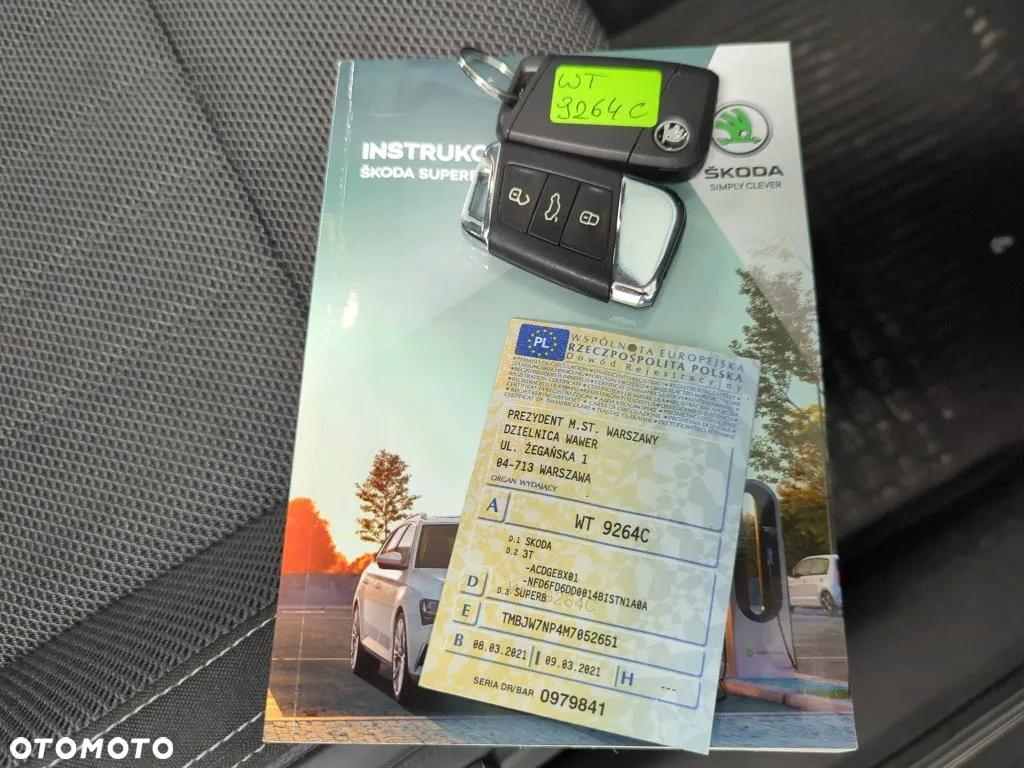 WT
9264C
INSTRUKC
ŠKODA SUPERB
ŠKODA
SIMPLY CLEVER
PL
WSPÓLNOTA EUROPEJSKA
RZECZPOSPOLITA POLSKA
Dowód Rejestracyjny
PREZYDENT M.ST. WARSZAWY
DZIELNICA WAWER
UL. ŻEGAŃSKA 1
04-713 WARSZAWA
ORGAN WYDAJĄCY
A WT 9264C
D.1 SKODA
D.2 3T
-ACDGEBX01
-NFD6FD6DD0014BISTN1A0A
D D.3 SUPERB
E TMBJW7NP4M7052651
B 08.03.2021 I 09.03.2021 H ---
SERIA DR/BAR 0979841
OTOMOTO